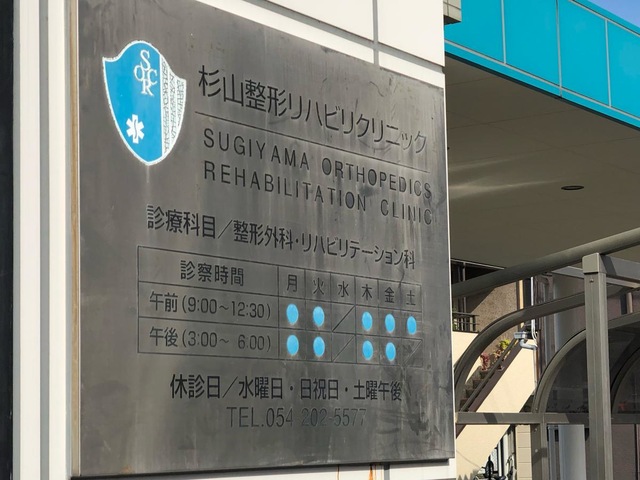 SOCRC
杉山整形リハビリクリニック
SUGIYAMA ORTHOPEDICS
REHABILITATION CLINIC
診療科目／整形外科・リハビリテーション科
診察時間 月 火 水 木 金 土
午前(9:00〜12:30) ● ● ／ ● ● ●
午後(3:00〜 6:00) ● ● ／ ● ●
休診日／水曜日・日祝日・土曜午後
TEL.054 202-5577